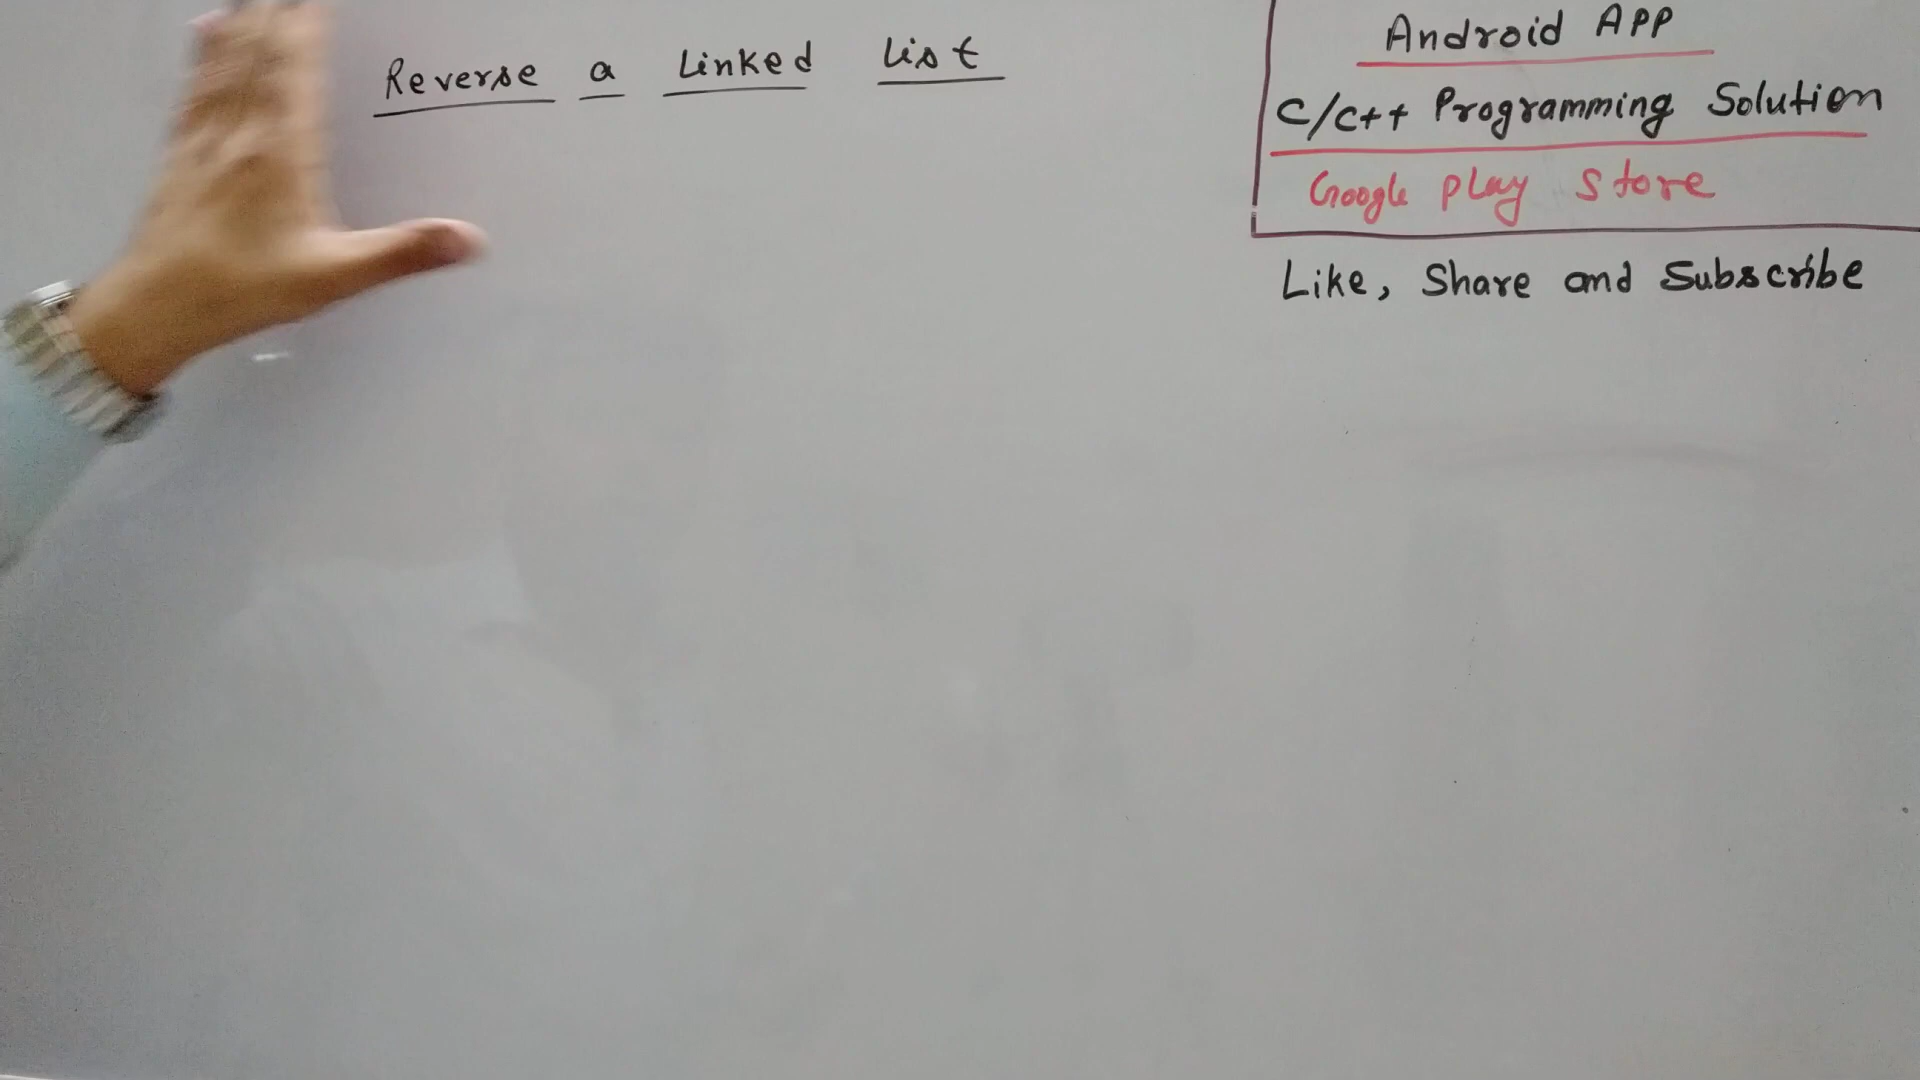 Reverse a Linked List
Android APP
C/C++ Programming Solution
Google Play Store
Like, Share and Subscribe